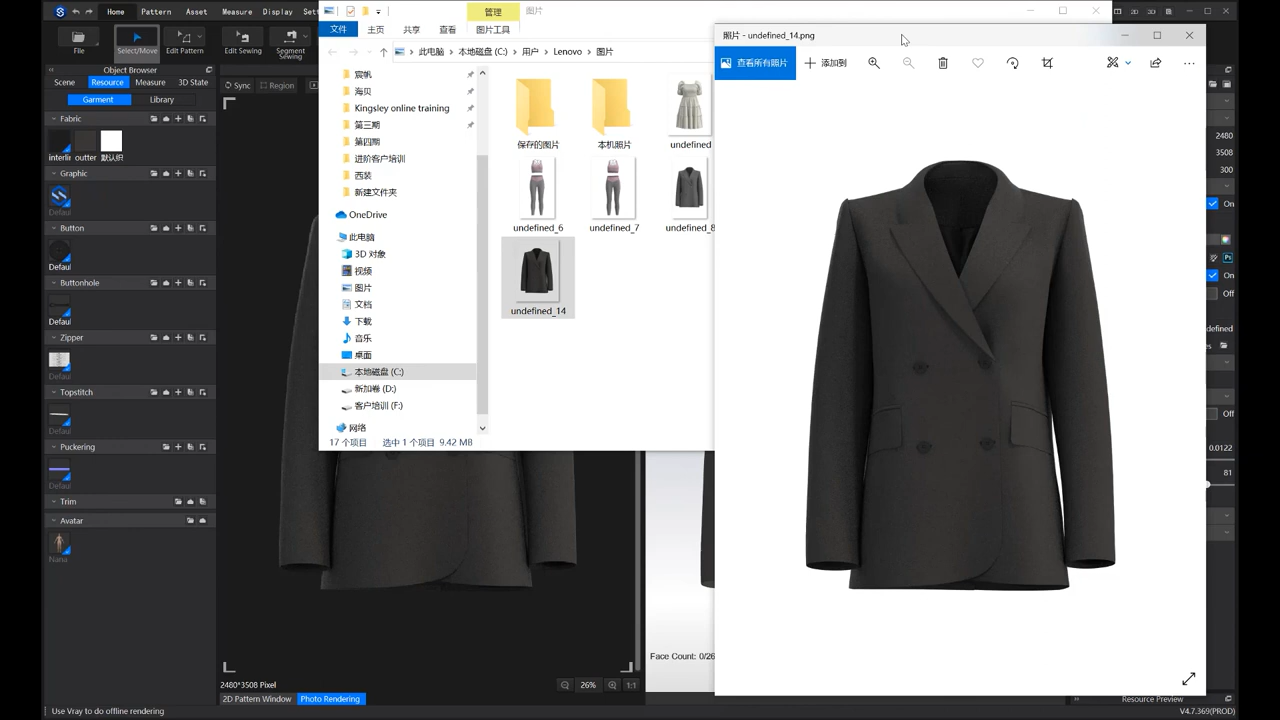 Home Pattern Asset Measure Display
File Select/Move Edit Pattern Edit Sewing Segment Sewing
Object Browser
Scene Resource Measure 3D State
Garment Library
Fabric
interli outter 默认织
Graphic
Defaul
Button
Defaul
Buttonhole
Defaul
Zipper
Defaul
Topstitch
Defaul
Puckering
Defaul
Trim
Avatar
Naria
Sync Region
2480*3508 Pixel
26% 1:1
2D Pattern Window Photo Rendering
Use Vray to do offline rendering
管理 图片
文件 主页 共享 查看 图片工具
此电脑 本地磁盘 (C:) 用户 Lenovo 图片
宸帆
海贝
Kingsley online training
第三期
第四期
进阶客户培训
西装
新建文件夹
OneDrive
此电脑
3D 对象
视频
图片
文档
下载
音乐
桌面
本地磁盘 (C:)
新加卷 (D:)
客户培训 (F:)
网络
17 个项目 选中 1 个项目 9.42 MB
保存的图片 本机照片 undefined
undefined_6 undefined_7 undefined_8
undefined_14
照片 - undefined_14.png
查看所有照片 添加到
2480
3508
300
On
Ps
On
Off
Off
0.0122
81
Face Count: 0/26
Resource Preview
V4.7.369(PROD)